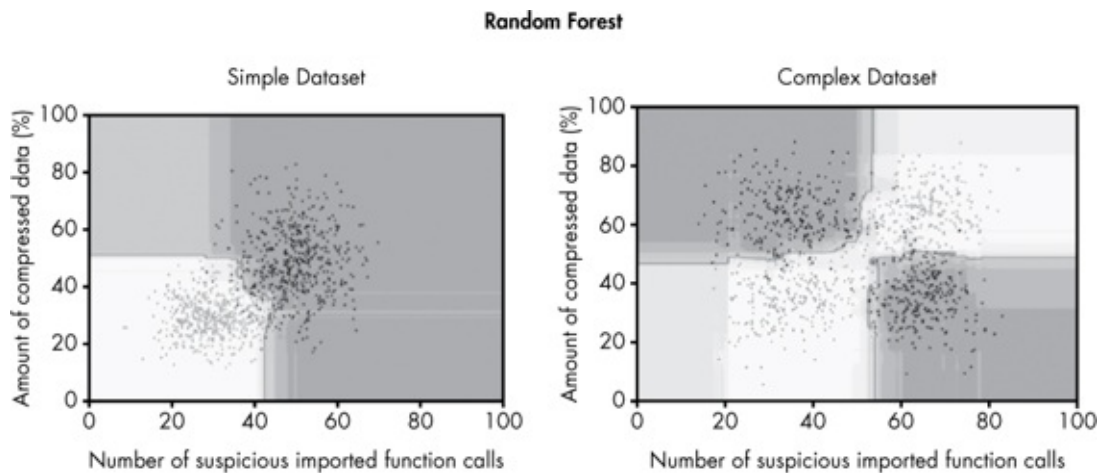 Random Forest
Simple Dataset
Amount of compressed data (%)
100
80
60
40
20
0
0 20 40 60 80 100
Number of suspicious imported function calls
Complex Dataset
Amount of compressed data (%)
100
80
60
40
20
0
0 20 40 60 80 100
Number of suspicious imported function calls